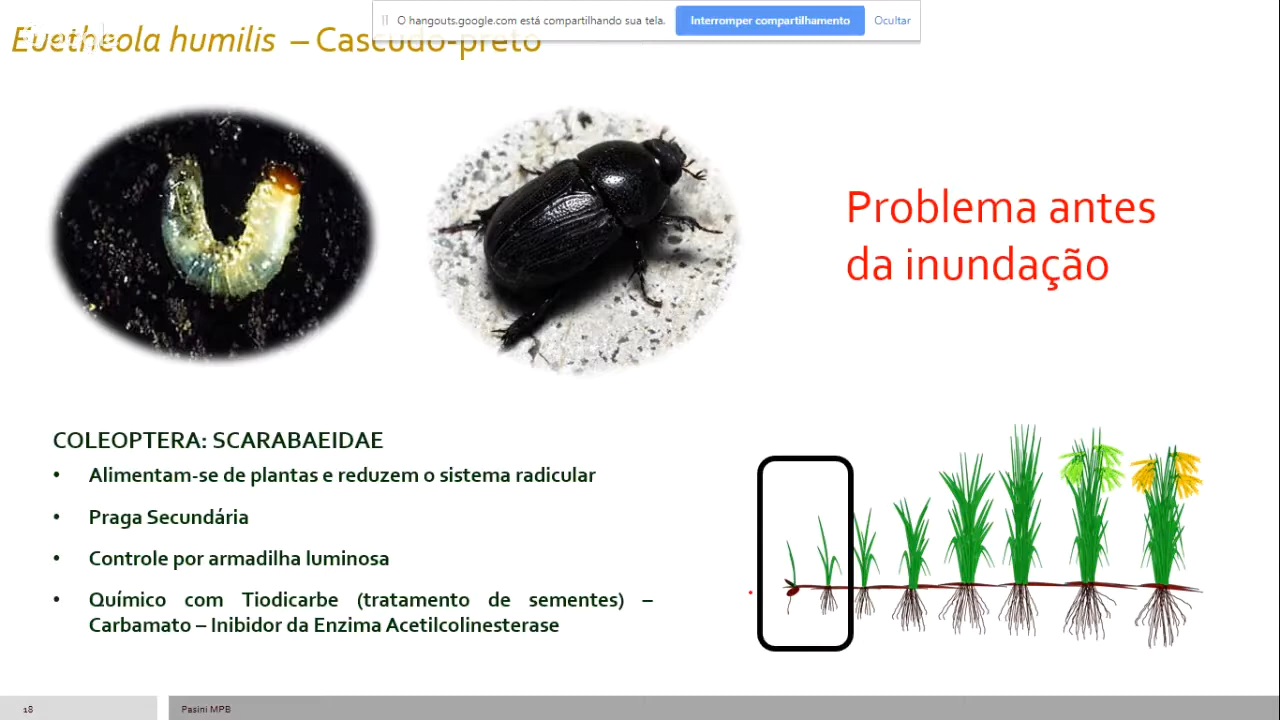 O hangouts.google.com está compartilhando sua tela.
Interromper compartilhamento
Ocultar
Euetheola humilis – Cascudo-preto
Problema antes
da inundação
COLEOPTERA: SCARABAEIDAE
• Alimentam-se de plantas e reduzem o sistema radicular
• Praga Secundária
• Controle por armadilha luminosa
• Químico com Tiodicarbe (tratamento de sementes) –
Carbamato – Inibidor da Enzima Acetilcolinesterase
18
Pasini MPB